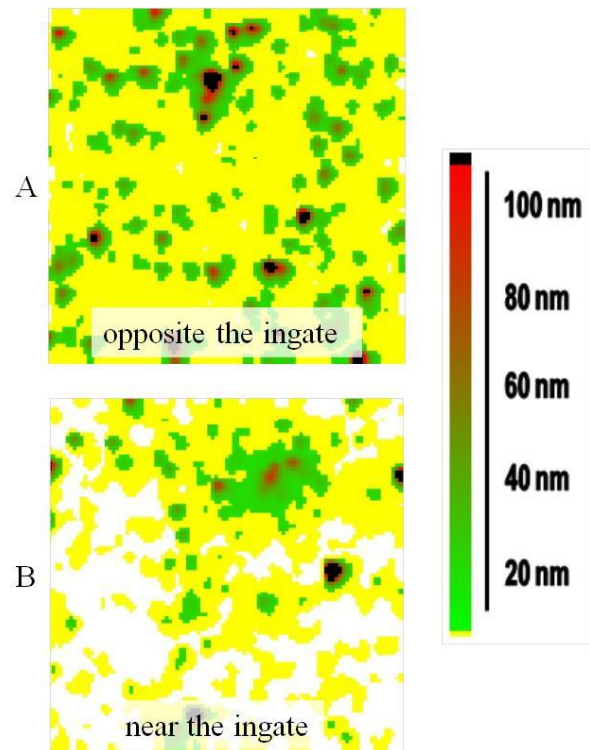 A
opposite the ingate
B
near the ingate
100 nm
80 nm
60 nm
40 nm
20 nm